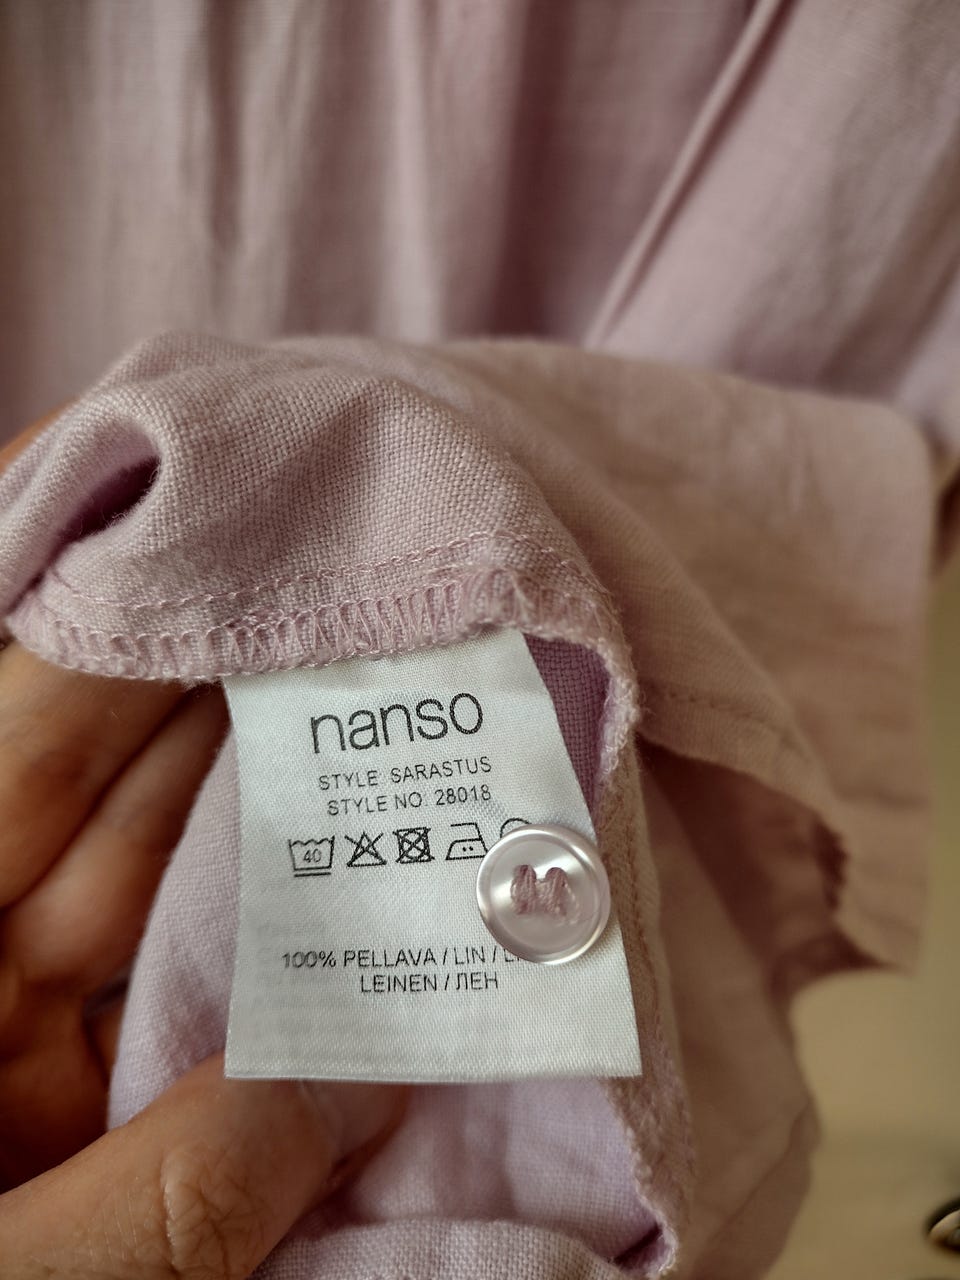 nanso
STYLE SARASTUS
STYLE NO. 28018
40
100% PELLAVA / LIN /
LEINEN / ЛЕН